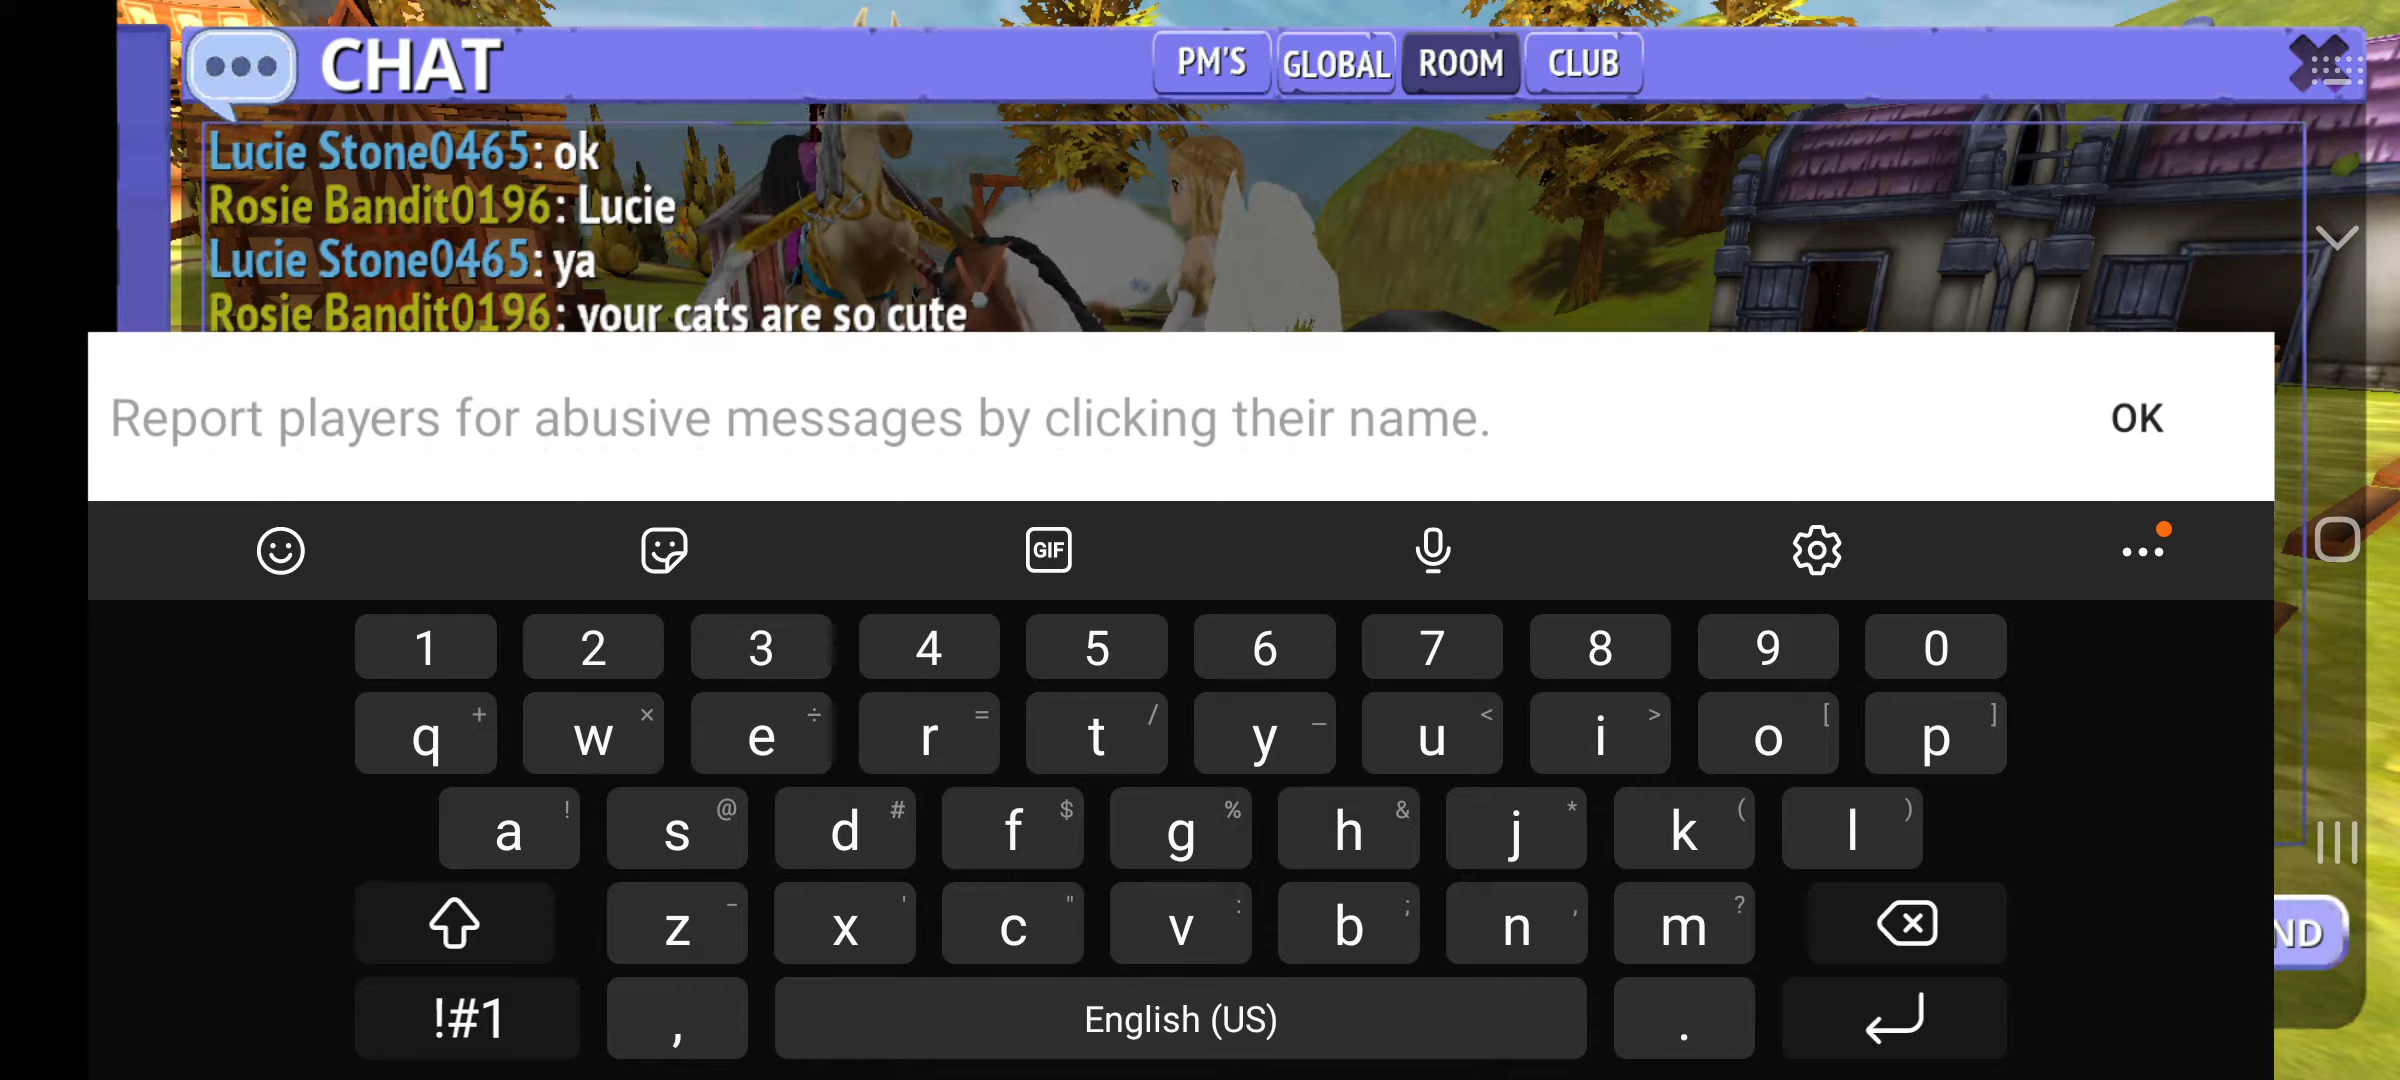 CHAT
PM'S GLOBAL ROOM CLUB
Lucie Stone0465: ok
Rosie Bandit0196: Lucie
Lucie Stone0465: ya
Rosie Bandit0196: your cats are so cute
Report players for abusive messages by clicking their name.
OK
GIF
1 2 3 4 5 6 7 8 9 0
q + w × e ÷ r = t / y _ u < i > o [ p ]
a ! s @ d # f $ g % h & j * k ( l )
z - x ' c " v : b ; n , m ?
ND
!#1 , English (US) .